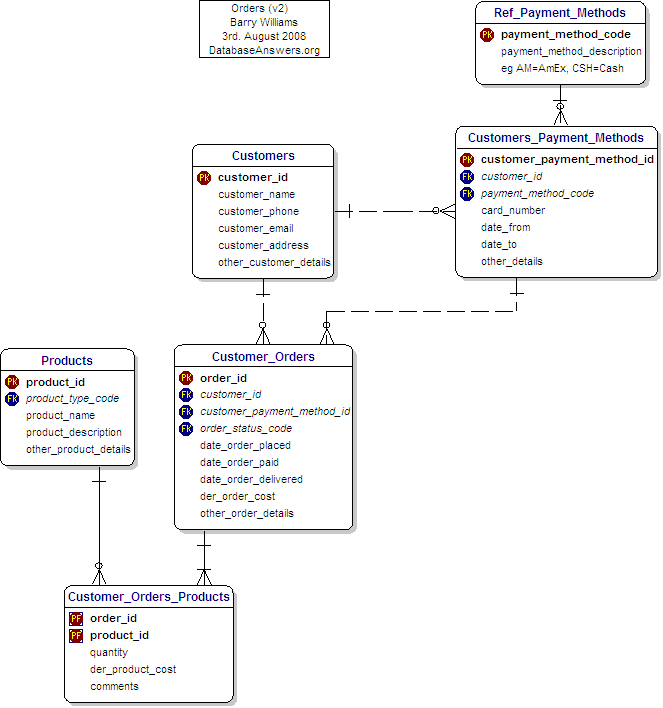 Orders (v2)
Barry Williams
3rd. August 2008
DatabaseAnswers.org
Ref_Payment_Methods
PK payment_method_code
payment_method_description
eg AM=AmEx, CSH=Cash
Customers_Payment_Methods
PK customer_payment_method_id
FK customer_id
FK payment_method_code
card_number
date_from
date_to
other_details
Customers
PK customer_id
customer_name
customer_phone
customer_email
customer_address
other_customer_details
Customer_Orders
PK order_id
FK customer_id
FK customer_payment_method_id
FK order_status_code
date_order_placed
date_order_paid
date_order_delivered
der_order_cost
other_order_details
Products
PK product_id
FK product_type_code
product_name
product_description
other_product_details
Customer_Orders_Products
PF order_id
PF product_id
quantity
der_product_cost
comments